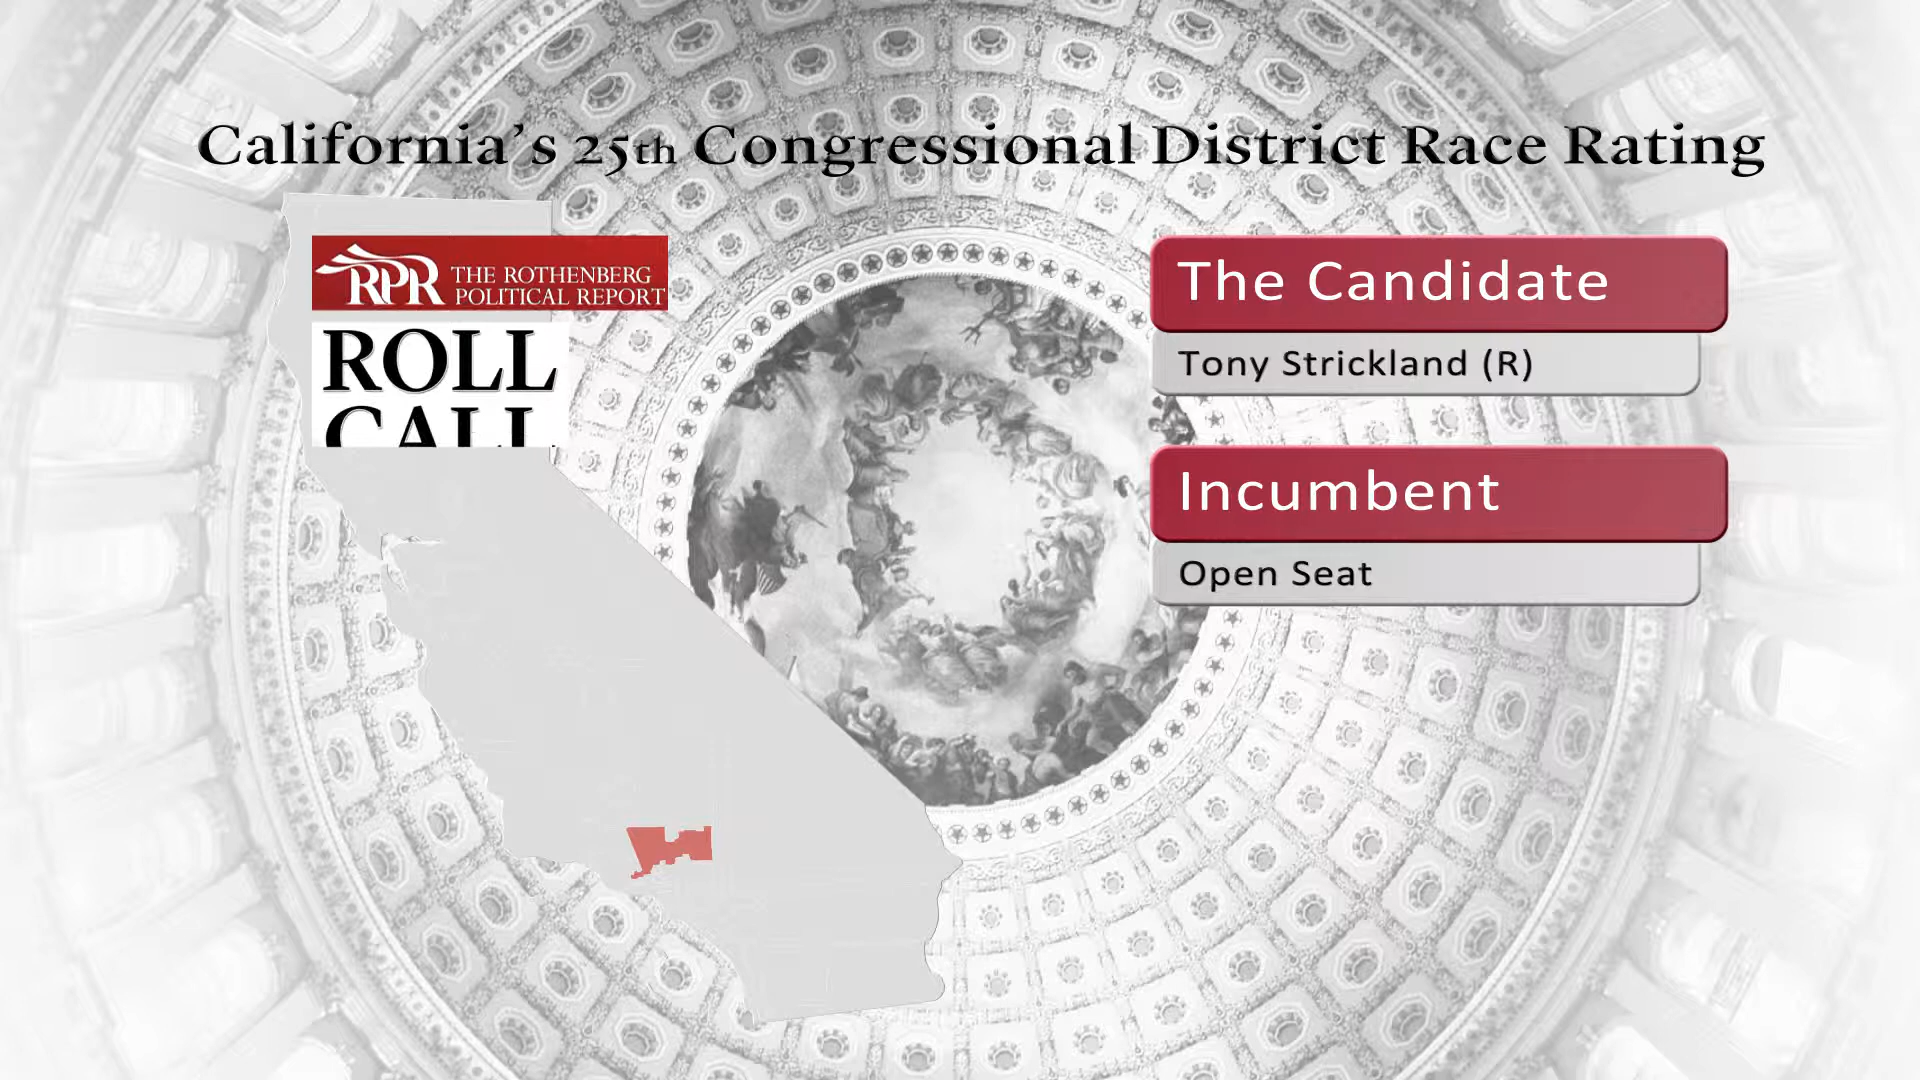 California's 25th Congressional District Race Rating
RPR THE ROTHENBERG
POLITICAL REPORT
ROLL
CALL
The Candidate
Tony Strickland (R)
Incumbent
Open Seat